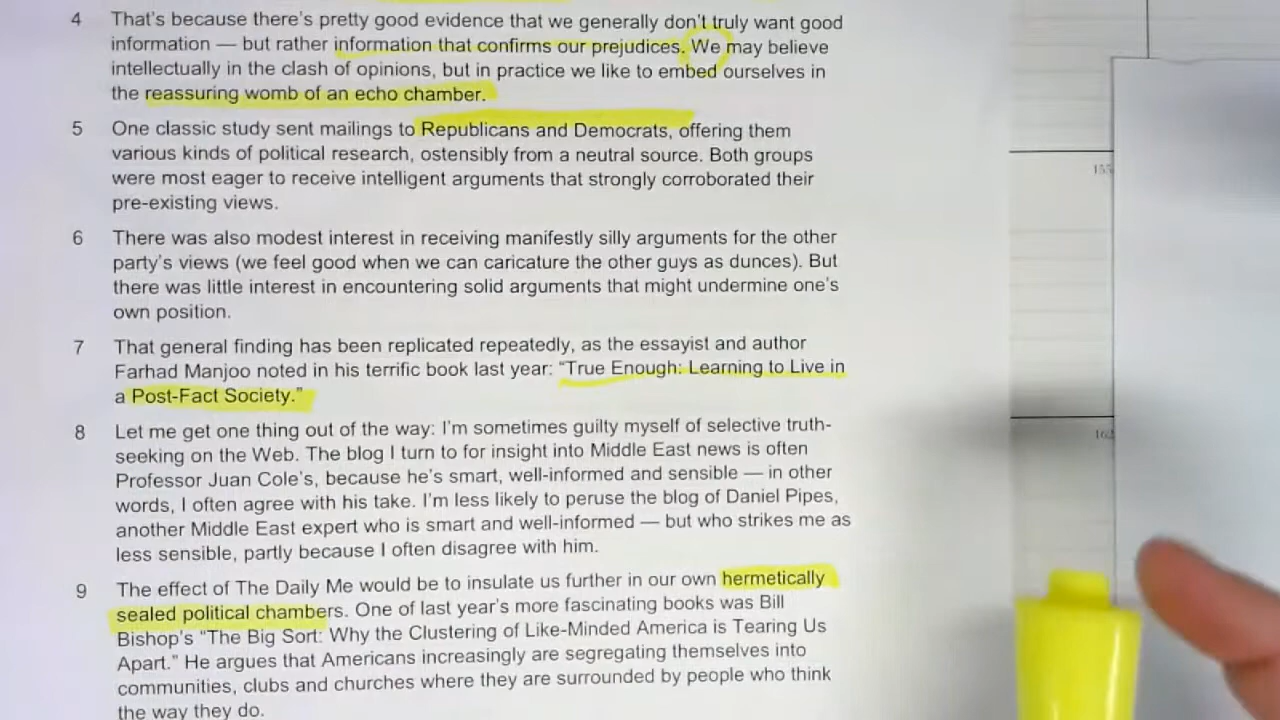 4 That's because there's pretty good evidence that we generally don't truly want good
information — but rather information that confirms our prejudices. We may believe
intellectually in the clash of opinions, but in practice we like to embed ourselves in
the reassuring womb of an echo chamber.
5 One classic study sent mailings to Republicans and Democrats, offering them
various kinds of political research, ostensibly from a neutral source. Both groups
were most eager to receive intelligent arguments that strongly corroborated their
pre-existing views.
6 There was also modest interest in receiving manifestly silly arguments for the other
party's views (we feel good when we can caricature the other guys as dunces). But
there was little interest in encountering solid arguments that might undermine one's
own position.
7 That general finding has been replicated repeatedly, as the essayist and author
Farhad Manjoo noted in his terrific book last year: “True Enough: Learning to Live in
a Post-Fact Society.”
8 Let me get one thing out of the way: I'm sometimes guilty myself of selective truth-
seeking on the Web. The blog I turn to for insight into Middle East news is often
Professor Juan Cole's, because he's smart, well-informed and sensible — in other
words, I often agree with his take. I'm less likely to peruse the blog of Daniel Pipes,
another Middle East expert who is smart and well-informed — but who strikes me as
less sensible, partly because I often disagree with him.
9 The effect of The Daily Me would be to insulate us further in our own hermetically
sealed political chambers. One of last year's more fascinating books was Bill
Bishop's “The Big Sort: Why the Clustering of Like-Minded America is Tearing Us
Apart.” He argues that Americans increasingly are segregating themselves into
communities, clubs and churches where they are surrounded by people who think
the way they do.
155
162